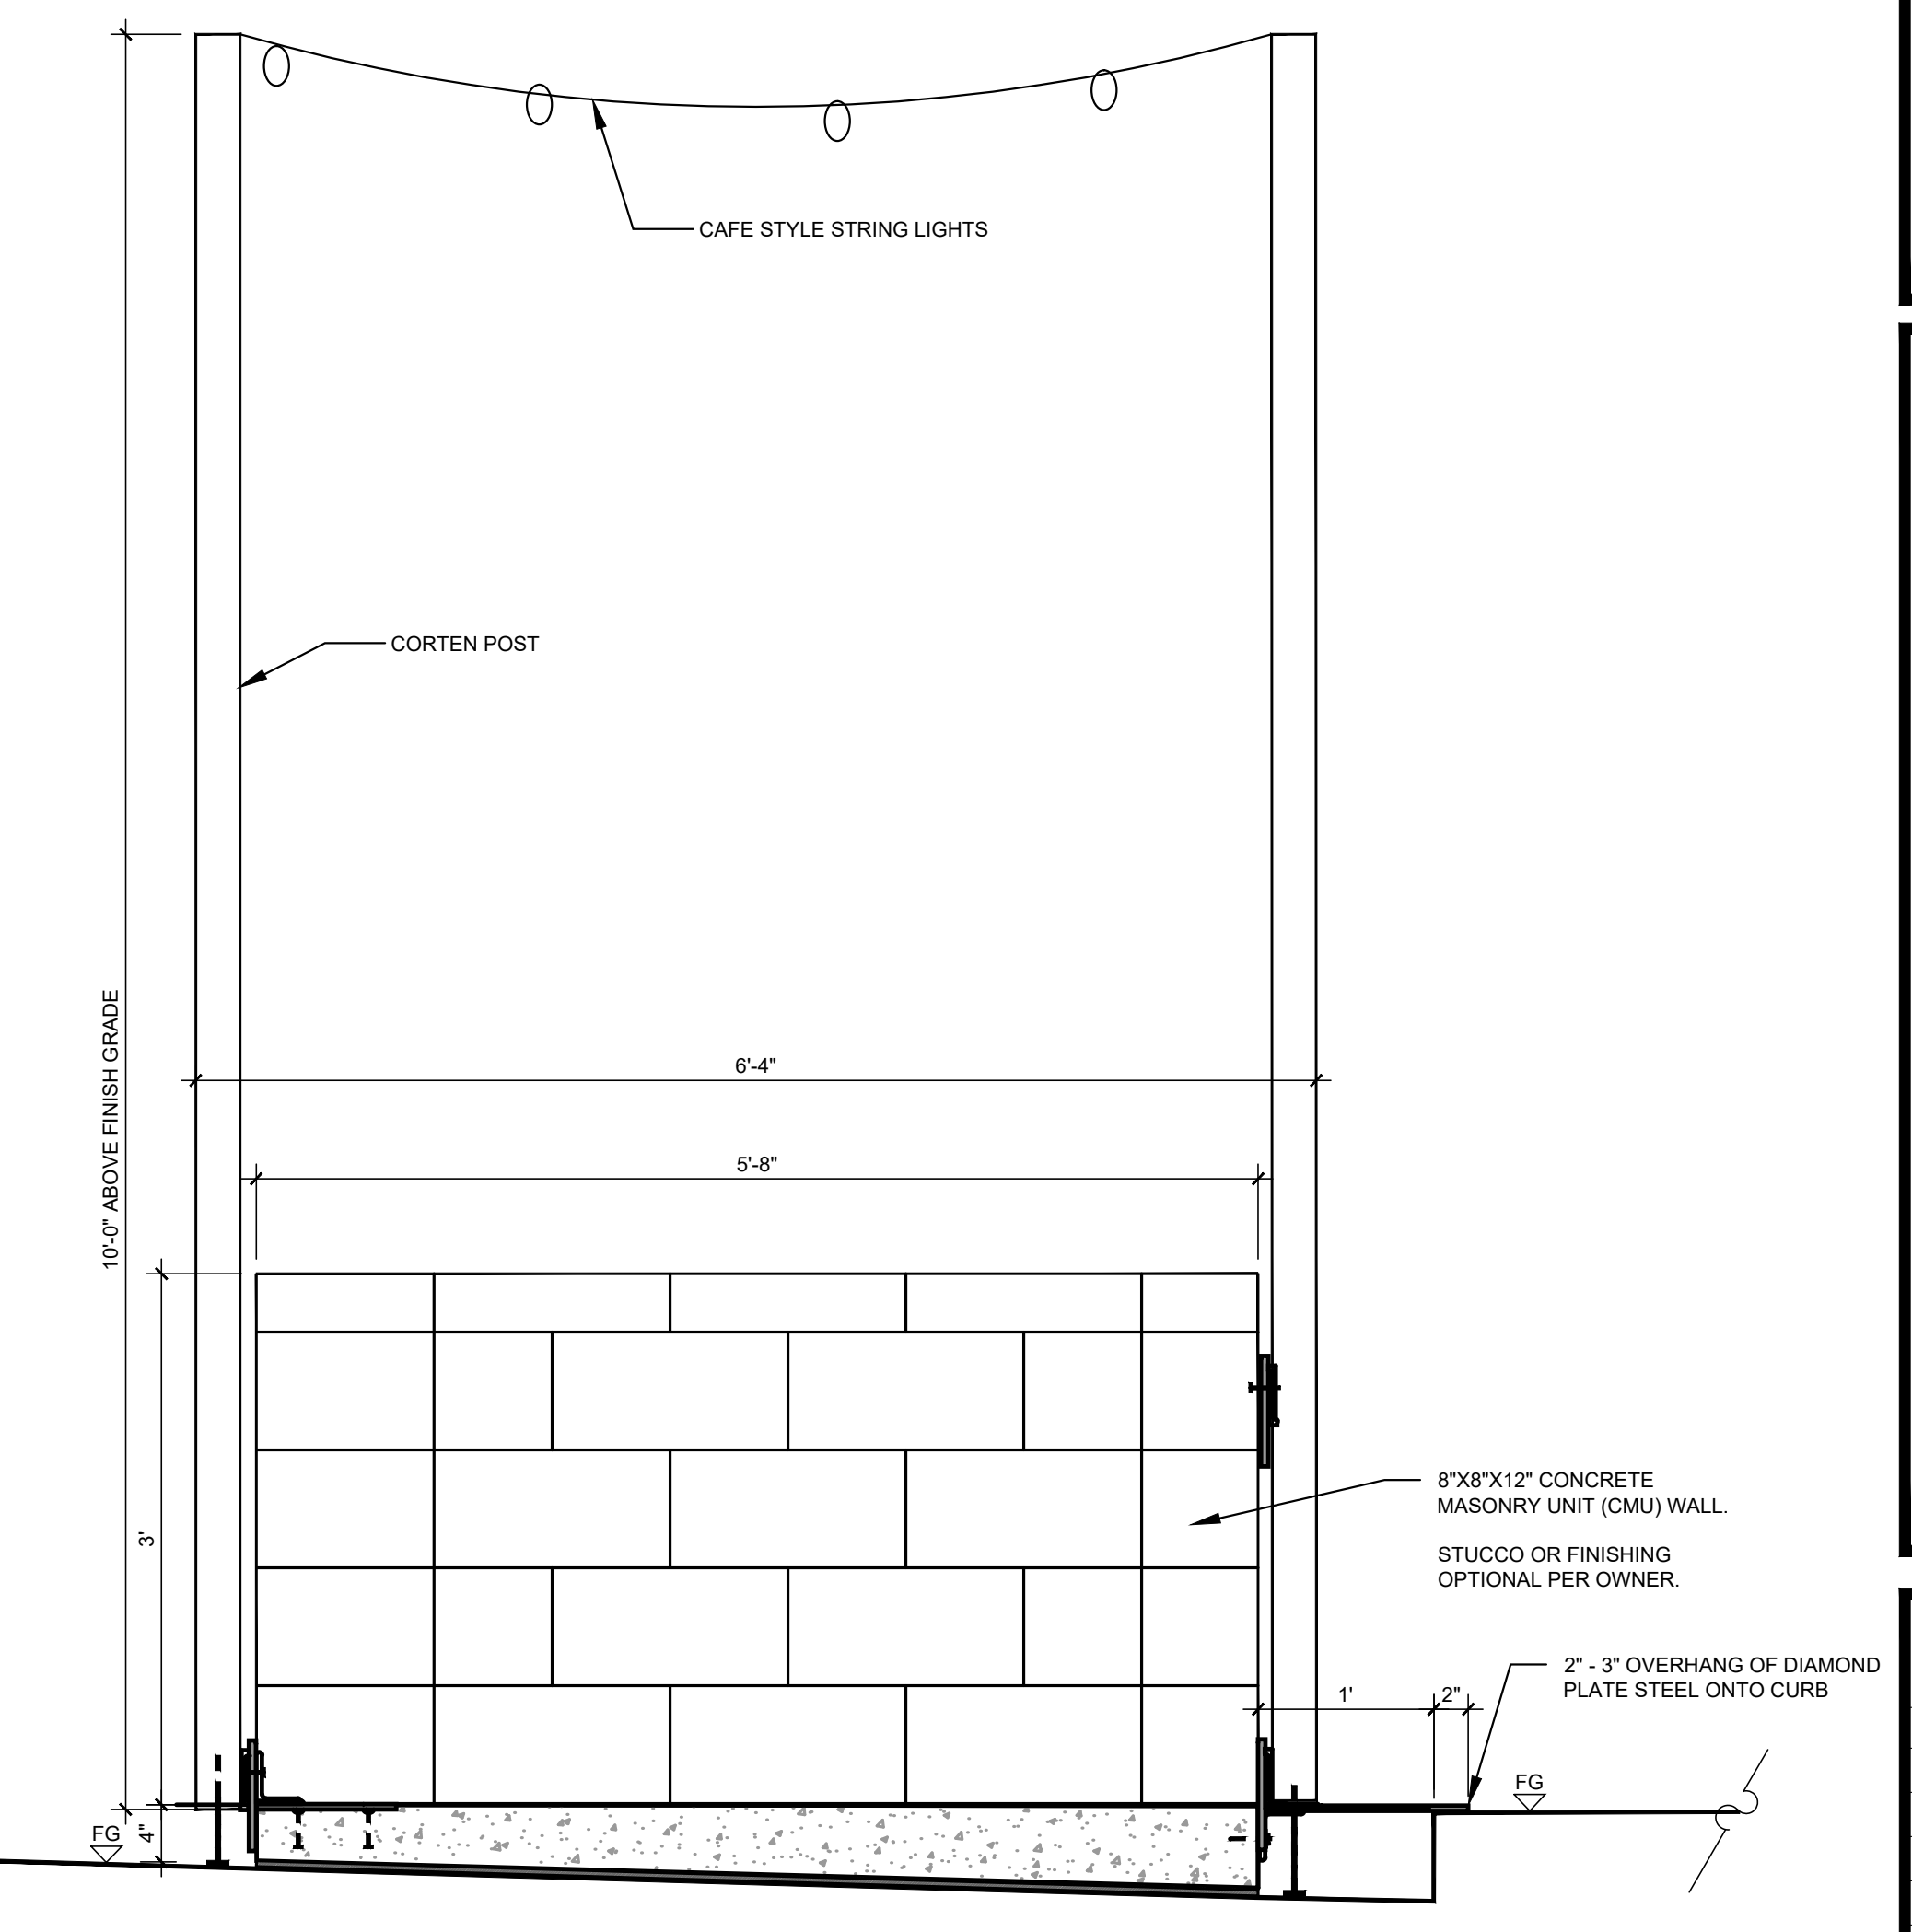 CAFE STYLE STRING LIGHTS
CORTEN POST
10'-0" ABOVE FINISH GRADE
6'-4"
5'-8"
3'
8"X8"X12" CONCRETE
MASONRY UNIT (CMU) WALL.
STUCCO OR FINISHING
OPTIONAL PER OWNER.
2" - 3" OVERHANG OF DIAMOND
PLATE STEEL ONTO CURB
1'
2"
FG
FG
4"